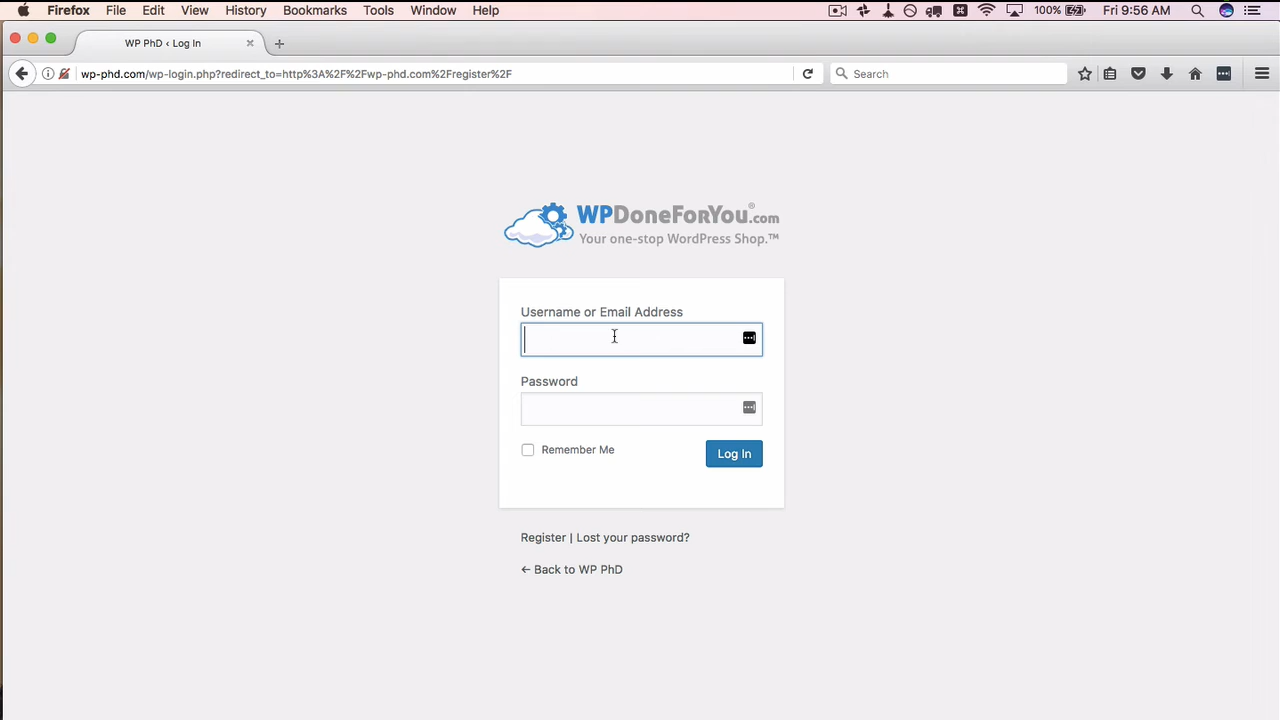 Firefox File Edit View History Bookmarks Tools Window Help 100% Fri 9:56 AM
WP PhD ‹ Log In
wp-phd.com/wp-login.php?redirect_to=http%3A%2F%2Fwp-phd.com%2Fregister%2F Search
WPDoneForYou®.com
Your one-stop WordPress Shop.™
Username or Email Address
Password
Remember Me Log In
Register | Lost your password?
← Back to WP PhD